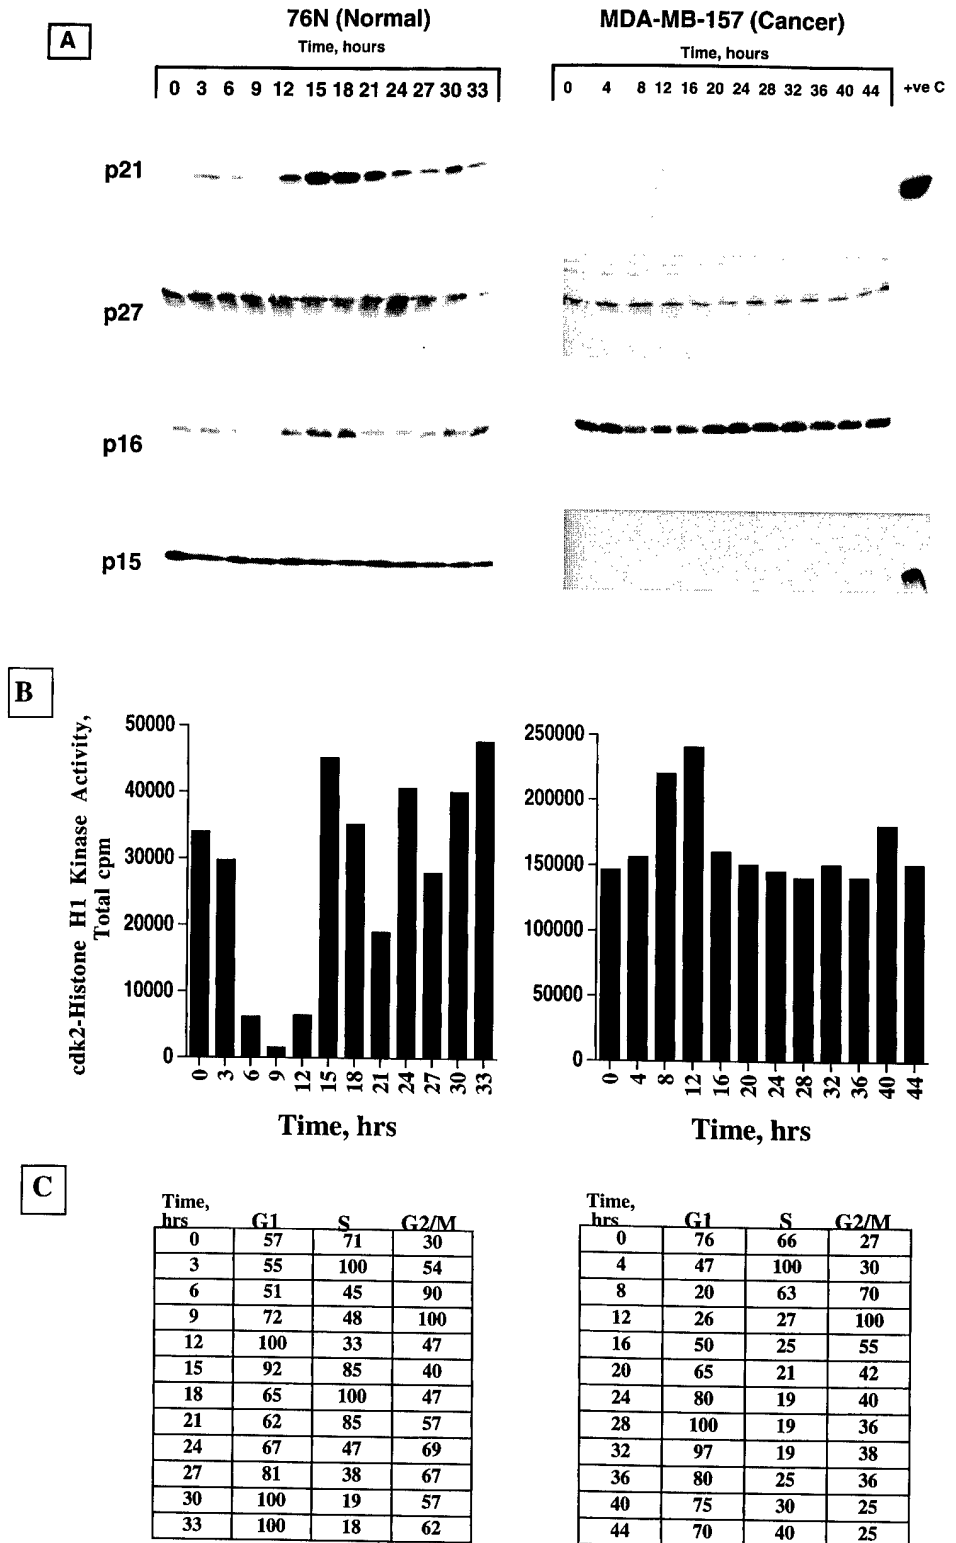 A
76N (Normal)
Time, hours
0 3 6 9 12 15 18 21 24 27 30 33
MDA-MB-157 (Cancer)
Time, hours
0 4 8 12 16 20 24 28 32 36 40 44 +ve C
p21
p27
p16
p15
B
cdk2-Histone H1 Kinase Activity,
Total cpm
50000
40000
30000
20000
10000
0
0 3 6 9 12 15 18 21 24 27 30 33
Time, hrs
250000
200000
150000
100000
50000
0
0 4 8 12 16 20 24 28 32 36 40 44
Time, hrs
C
Time,
hrs G1 S G2/M
0 57 71 30
3 55 100 54
6 51 45 90
9 72 48 100
12 100 33 47
15 92 85 40
18 65 100 47
21 62 85 57
24 67 47 69
27 81 38 67
30 100 19 57
33 100 18 62
Time,
hrs G1 S G2/M
0 76 66 27
4 47 100 30
8 20 63 70
12 26 27 100
16 50 25 55
20 65 21 42
24 80 19 40
28 100 19 36
32 97 19 38
36 80 25 36
40 75 30 25
44 70 40 25